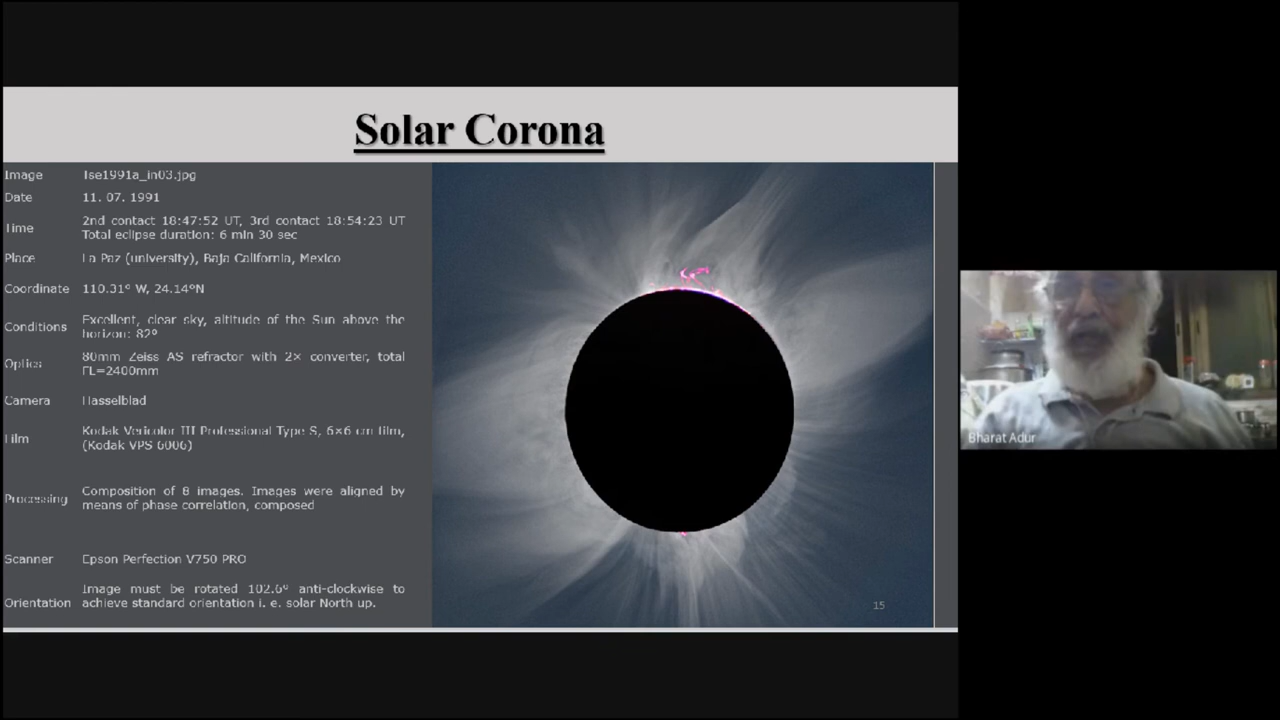 Solar Corona
Image Tse1991a_in03.jpg
Date 11. 07. 1991
Time 2nd contact 18:47:52 UT, 3rd contact 18:54:23 UT
Total eclipse duration: 6 min 30 sec
Place La Paz (university), Baja California, Mexico
Coordinate 110.31º W, 24.14ºN
Conditions Excellent, clear sky, altitude of the Sun above the
horizon: 82º
Optics 80mm Zeiss AS refractor with 2× converter, total
FL=2400mm
Camera Hasselblad
Film Kodak Vericolor III Professional Type S, 6×6 cm film,
(Kodak VPS 6006)
Processing Composition of 8 images. Images were aligned by
means of phase correlation, composed
Scanner Epson Perfection V750 PRO
Orientation Image must be rotated 102.6º anti-clockwise to
achieve standard orientation i. e. solar North up.
15
Bharat Adur